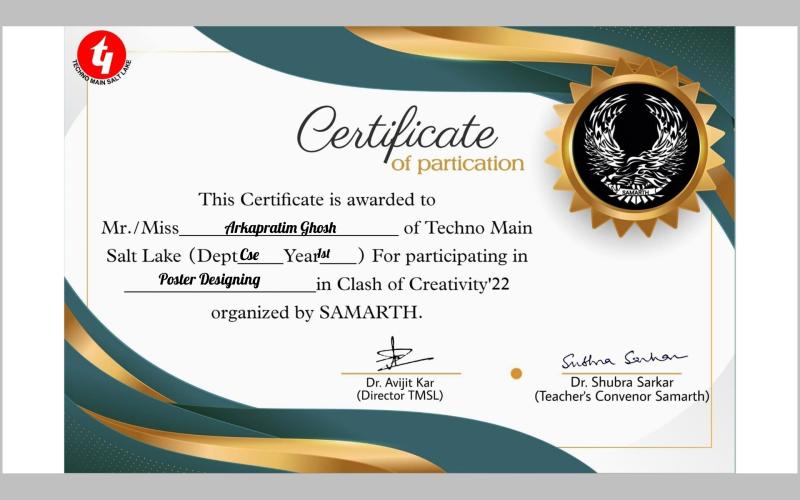 TECHNO MAIN SALT LAKE
Certificate
of partication
SAMARTH
This Certificate is awarded to
Mr./Miss Arkapratim Ghosh of Techno Main
Salt Lake (Dept Cse Year 1st ) For participating in
Poster Designing in Clash of Creativity'22
organized by SAMARTH.
Subhra Sarkar
Dr. Avijit Kar
(Director TMSL)
Dr. Shubra Sarkar
(Teacher's Convenor Samarth)